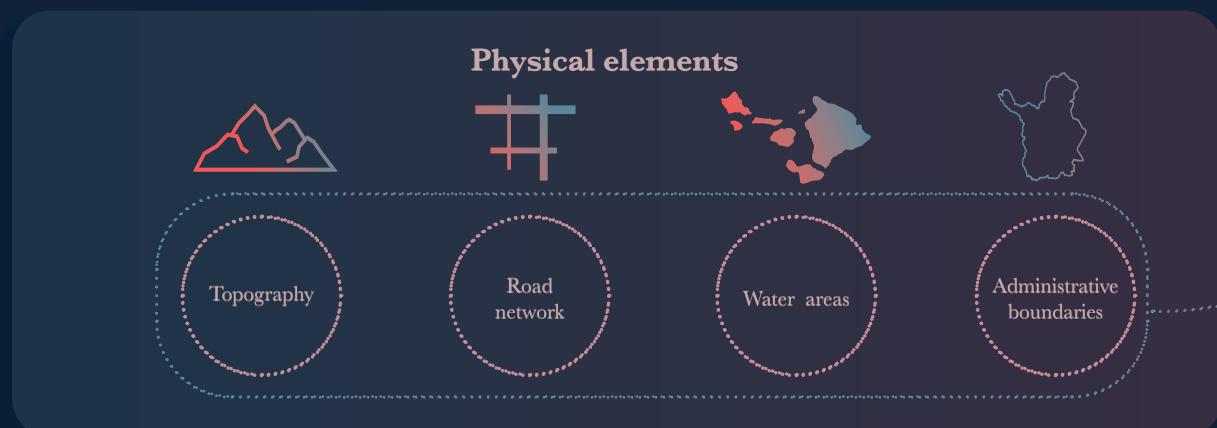 Physical elements
Topography
Road
network
Water areas
Administrative
boundaries